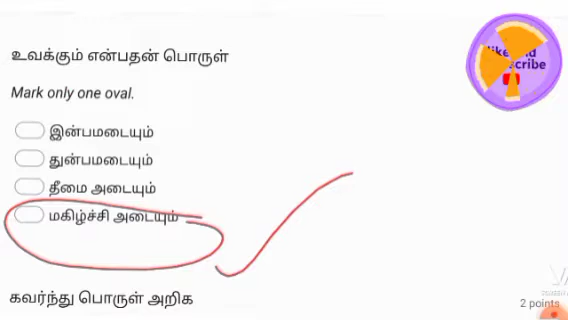 உவக்கும் என்பதன் பொருள்
Mark only one oval.
இன்பமடையும்
துன்பமடையும்
தீமை அடையும்
மகிழ்ச்சி அடையும்
கவர்ந்து பொருள் அறிக
2 points